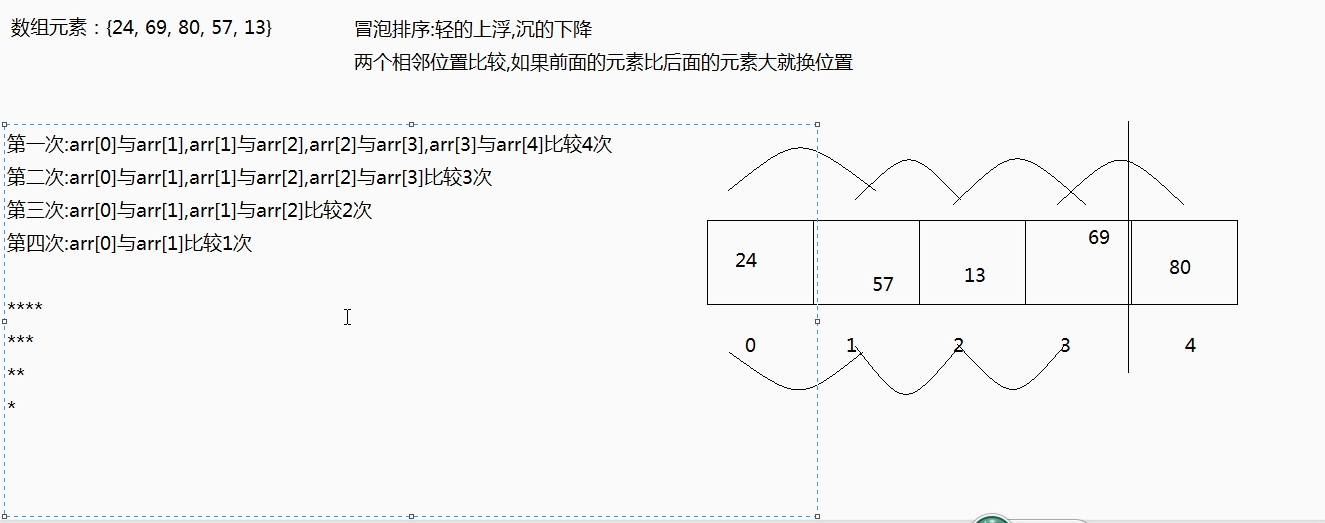 数组元素：{24, 69, 80, 57, 13}
冒泡排序:轻的上浮,沉的下降
两个相邻位置比较,如果前面的元素比后面的元素大就换位置
第一次:arr[0]与arr[1],arr[1]与arr[2],arr[2]与arr[3],arr[3]与arr[4]比较4次
第二次:arr[0]与arr[1],arr[1]与arr[2],arr[2]与arr[3]比较3次
第三次:arr[0]与arr[1],arr[1]与arr[2]比较2次
第四次:arr[0]与arr[1]比较1次
****
***
**
*
24 57 13 69 80
0 1 2 3 4